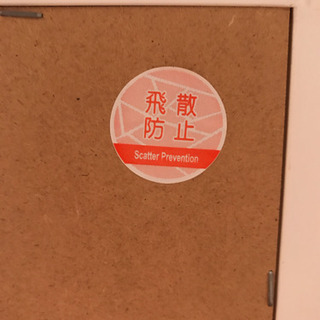 飛散
防止
Scatter Prevention